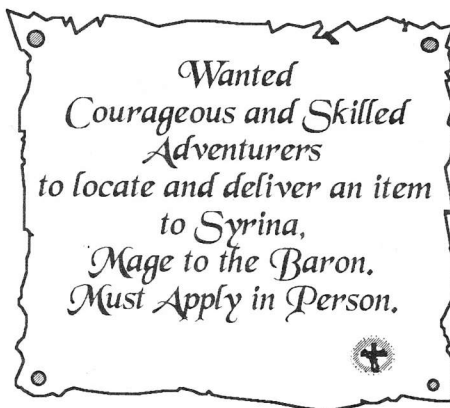 Wanted
Courageous and Skilled
Adventurers
to locate and deliver an item
to Syrina,
Mage to the Baron.
Must Apply in Person.